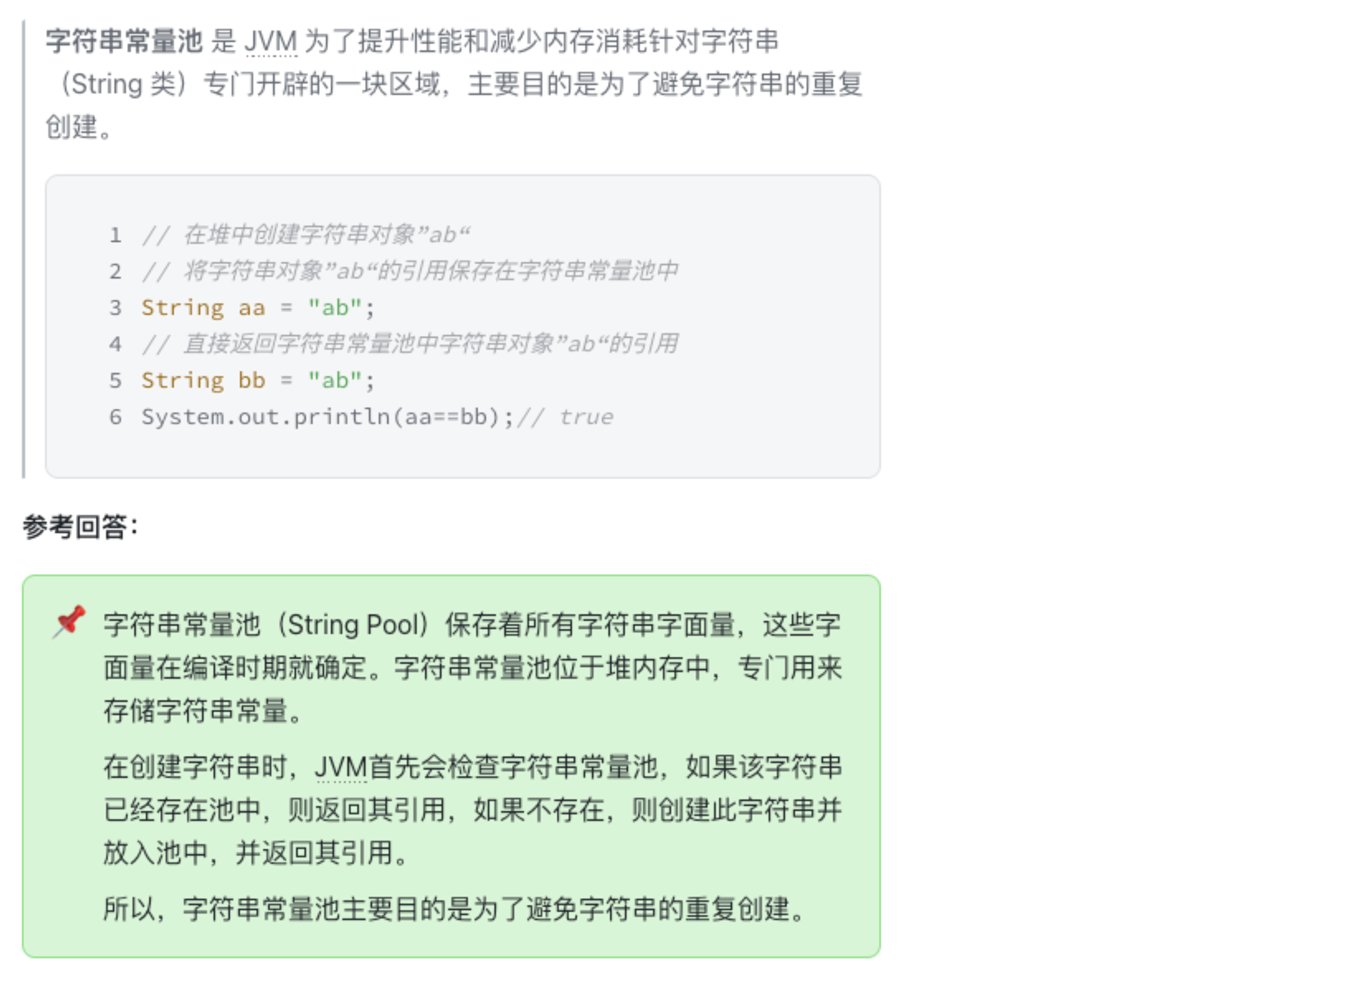 字符串常量池 是 JVM 为了提升性能和减少内存消耗针对字符串
（String 类）专门开辟的一块区域，主要目的是为了避免字符串的重复
创建。
1 // 在堆中创建字符串对象”ab“
2 // 将字符串对象”ab“的引用保存在字符串常量池中
3 String aa = "ab";
4 // 直接返回字符串常量池中字符串对象”ab“的引用
5 String bb = "ab";
6 System.out.println(aa==bb);// true
参考回答：
字符串常量池（String Pool）保存着所有字符串字面量，这些字
面量在编译时期就确定。字符串常量池位于堆内存中，专门用来
存储字符串常量。
在创建字符串时，JVM首先会检查字符串常量池，如果该字符串
已经存在池中，则返回其引用，如果不存在，则创建此字符串并
放入池中，并返回其引用。
所以，字符串常量池主要目的是为了避免字符串的重复创建。